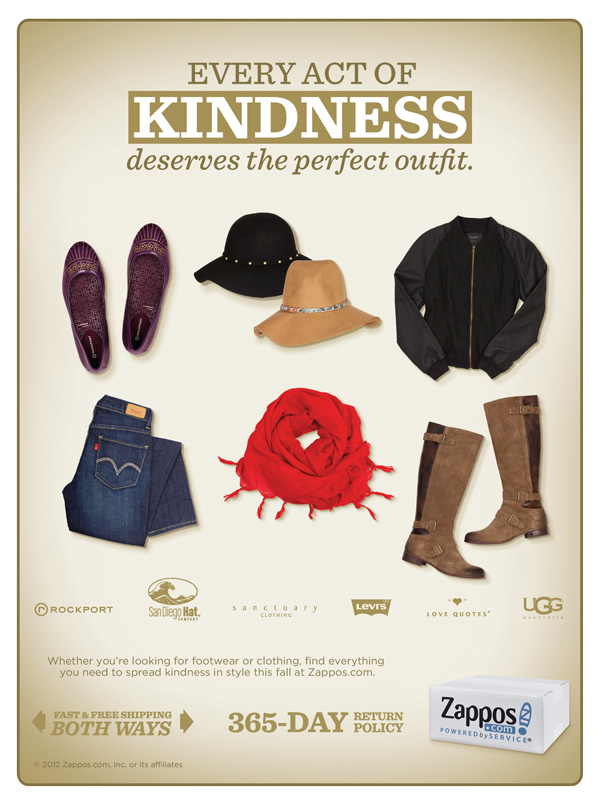 EVERY ACT OF
KINDNESS
deserves the perfect outfit.
ROCKPORT
ROCKPORT
San Diego Hat
COMPANY
sanctuary
CLOTHING
LEVI'S
" "
LOVE QUOTES
UGG
australia
Whether you're looking for footwear or clothing, find everything
you need to spread kindness in style this fall at Zappos.com.
FAST & FREE SHIPPING
BOTH WAYS
365-DAY RETURN
POLICY
Zappos
.com
POWERED by SERVICE®
© 2012 Zappos.com, Inc. or its affiliates